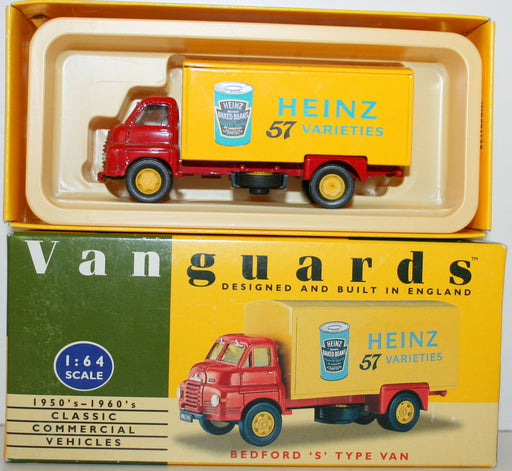 HEINZ
BAKED BEANS
HEINZ
57 VARIETIES
Vanguards™
DESIGNED AND BUILT IN ENGLAND
1:64
SCALE
HEINZ
BAKED BEANS
HEINZ
57 VARIETIES
1950's-1960's
CLASSIC
COMMERCIAL
VEHICLES
BEDFORD 'S' TYPE VAN